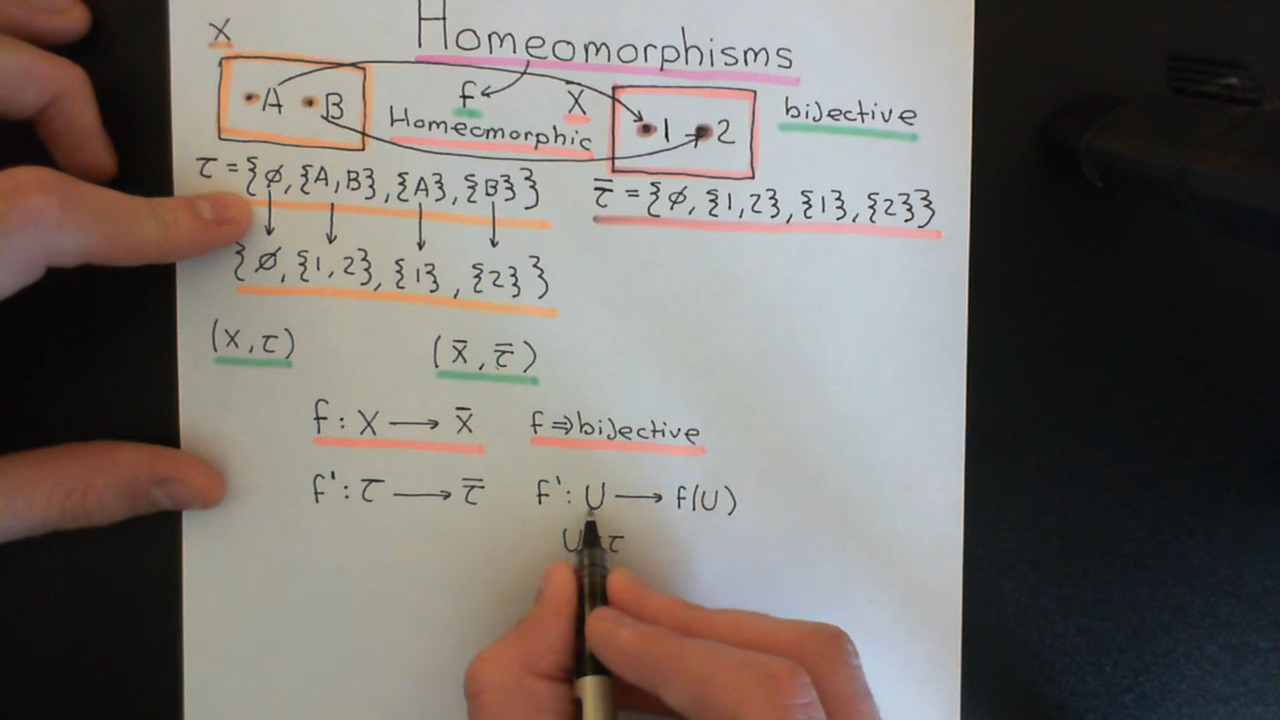 Homeomorphisms
X
• A • B
f
X̄
• 1 • 2
bijective
Homeomorphic
τ = {∅, {A, B}, {A}, {B}}
τ̄ = {∅, {1, 2}, {1}, {2}}
{∅, {1, 2}, {1}, {2}}
(X, τ)
(X̄, τ̄)
f : X → X̄
f ⇒ bijective
f' : τ → τ̄
f' : U → f(U)
U τ